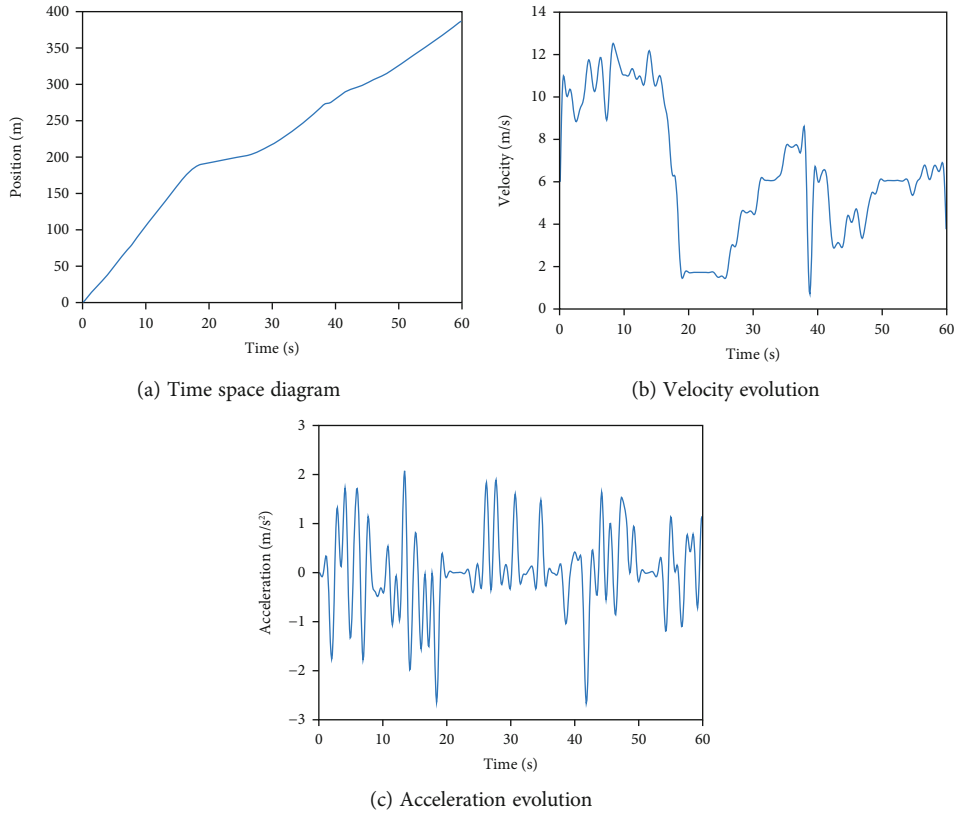 400
350
300
250
200
150
100
50
0
Position (m)
0 10 20 30 40 50 60
Time (s)
(a) Time space diagram
14
12
10
8
6
4
2
0
Velocity (m/s)
0 10 20 30 40 50 60
Time (s)
(b) Velocity evolution
3
2
1
0
−1
−2
−3
Acceleration (m/s²)
0 10 20 30 40 50 60
Time (s)
(c) Acceleration evolution